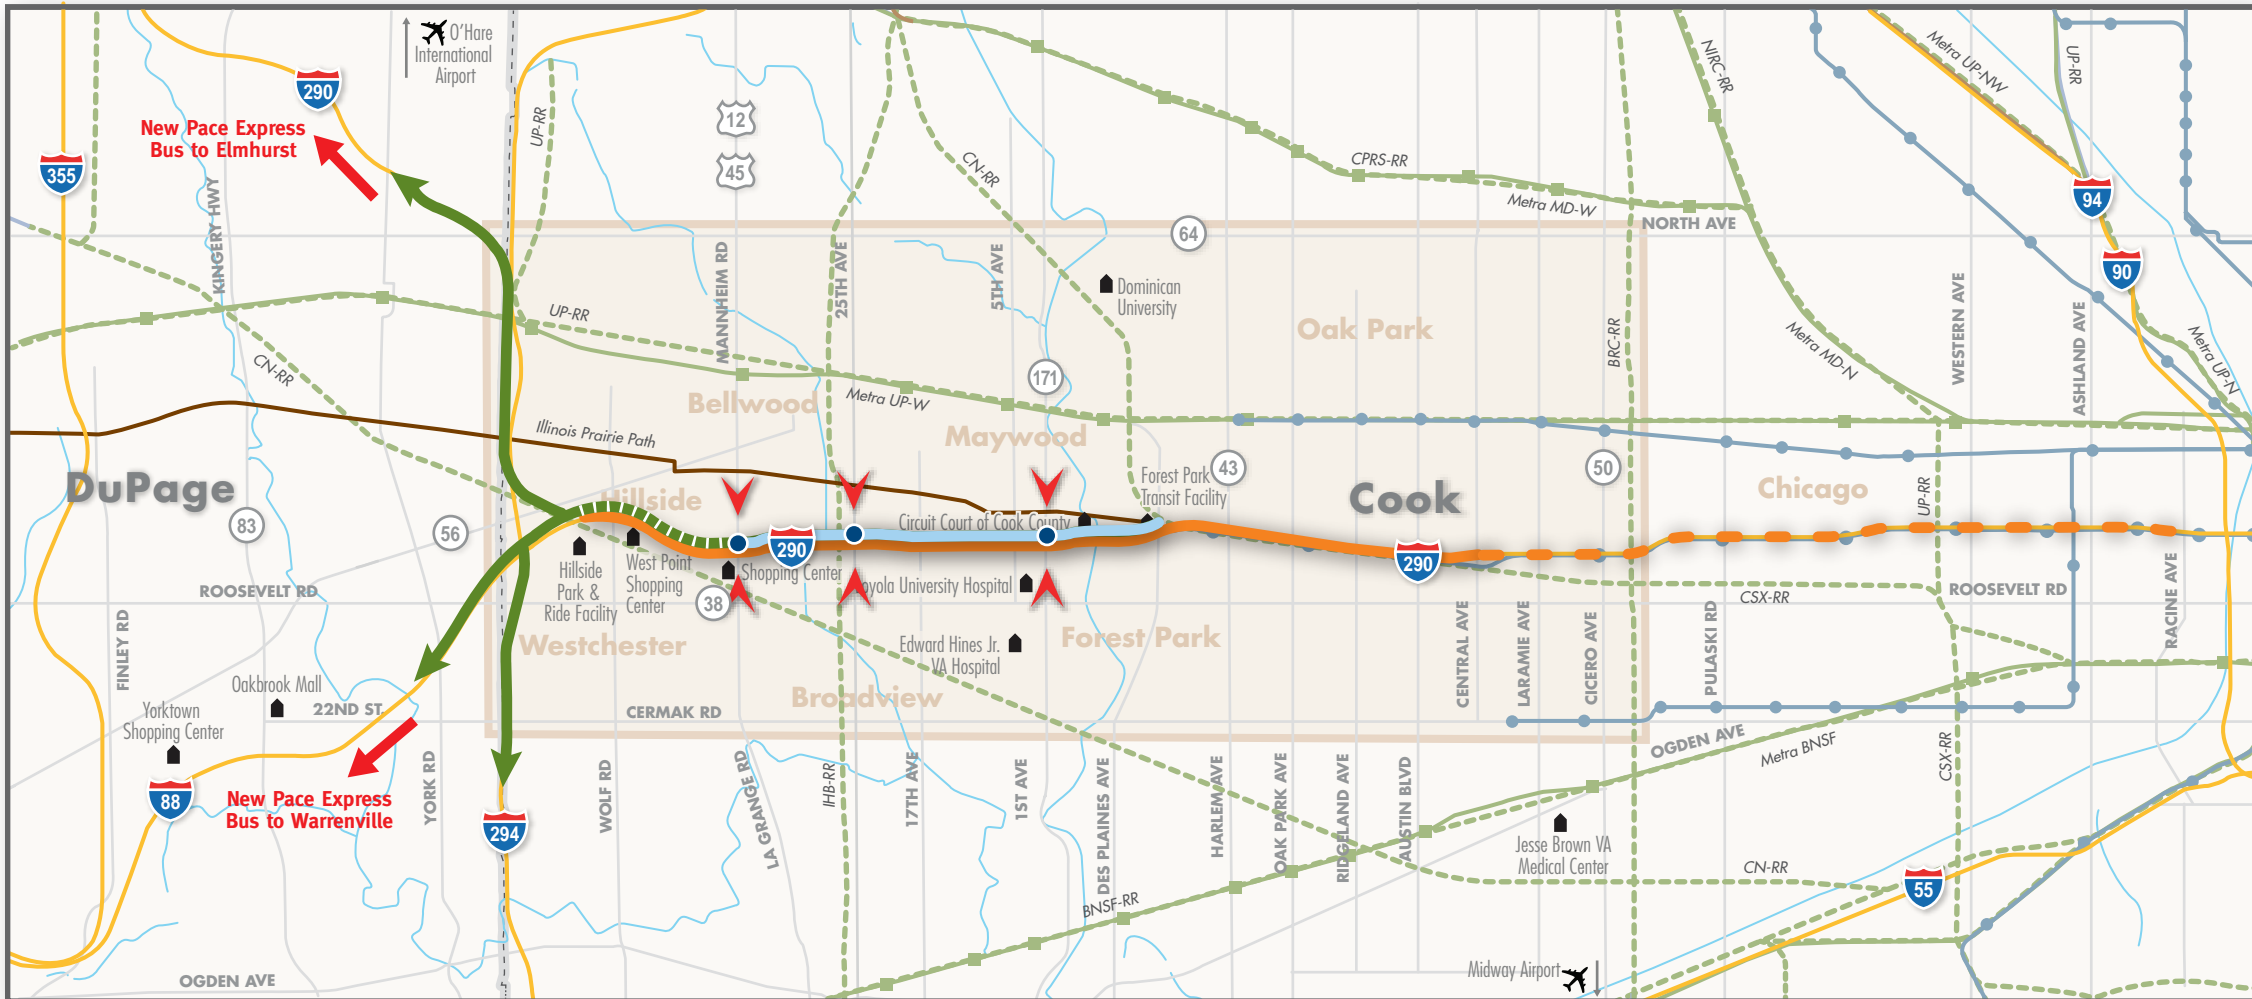 O'Hare
International
Airport
290
New Pace Express
Bus to Elmhurst
355
KINGERY HWY
UP-RR
12
45
CN-RR
CPRS-RR
Metra MD-W
NIRC-RR
Metra UP-NW
UP-RR
94
90
NORTH AVE
64
MANNHEIM RD
25TH AVE
5TH AVE
Dominican
University
Oak Park
BRC-RR
Metra MD-N
WESTERN AVE
ASHLAND AVE
Metra UP-N
UP-RR
CN-RR
Illinois Prairie Path
Bellwood
Metra UP-W
171
Maywood
DuPage
Hillside
Forest Park
Transit Facility
43
Cook
50
Chicago
UP-RR
83
56
Circuit Court of Cook County
290
290
Hillside
Park &
Ride Facility
West Point
Shopping
Center
Shopping Center
38
oyola University Hospital
ROOSEVELT RD
CSX-RR
ROOSEVELT RD
FINLEY RD
Westchester
Edward Hines Jr.
VA Hospital
Forest Park
CENTRAL AVE
LARAMIE AVE
CICERO AVE
PULASKI RD
RACINE AVE
Oakbrook Mall
22ND ST.
Yorktown
Shopping Center
CERMAK RD
Broadview
OGDEN AVE
Metra BNSF
CSX-RR
88
New Pace Express
Bus to Warrenville
YORK RD
294
WOLF RD
LA GRANGE RD
IHB-RR
17TH AVE
1ST AVE
DES PLAINES AVE
HARLEM AVE
OAK PARK AVE
RIDGELAND AVE
AUSTIN BLVD
Jesse Brown VA
Medical Center
CN-RR
55
BNSF-RR
Midway Airport
OGDEN AVE